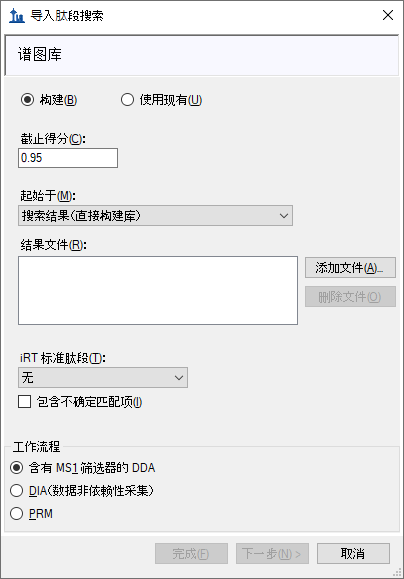 导入肽段搜索
谱图库
构建(B)
使用现有(U)
截止得分(C):
0.95
起始于(M):
搜索结果(直接构建库)
结果文件(R):
添加文件(A)...
删除文件(O)
iRT 标准肽段(T):
无
包含不确定匹配项(I)
工作流程
含有 MS1 筛选器的 DDA
DIA(数据非依赖性采集)
PRM
完成(F)
下一步(N) >
取消